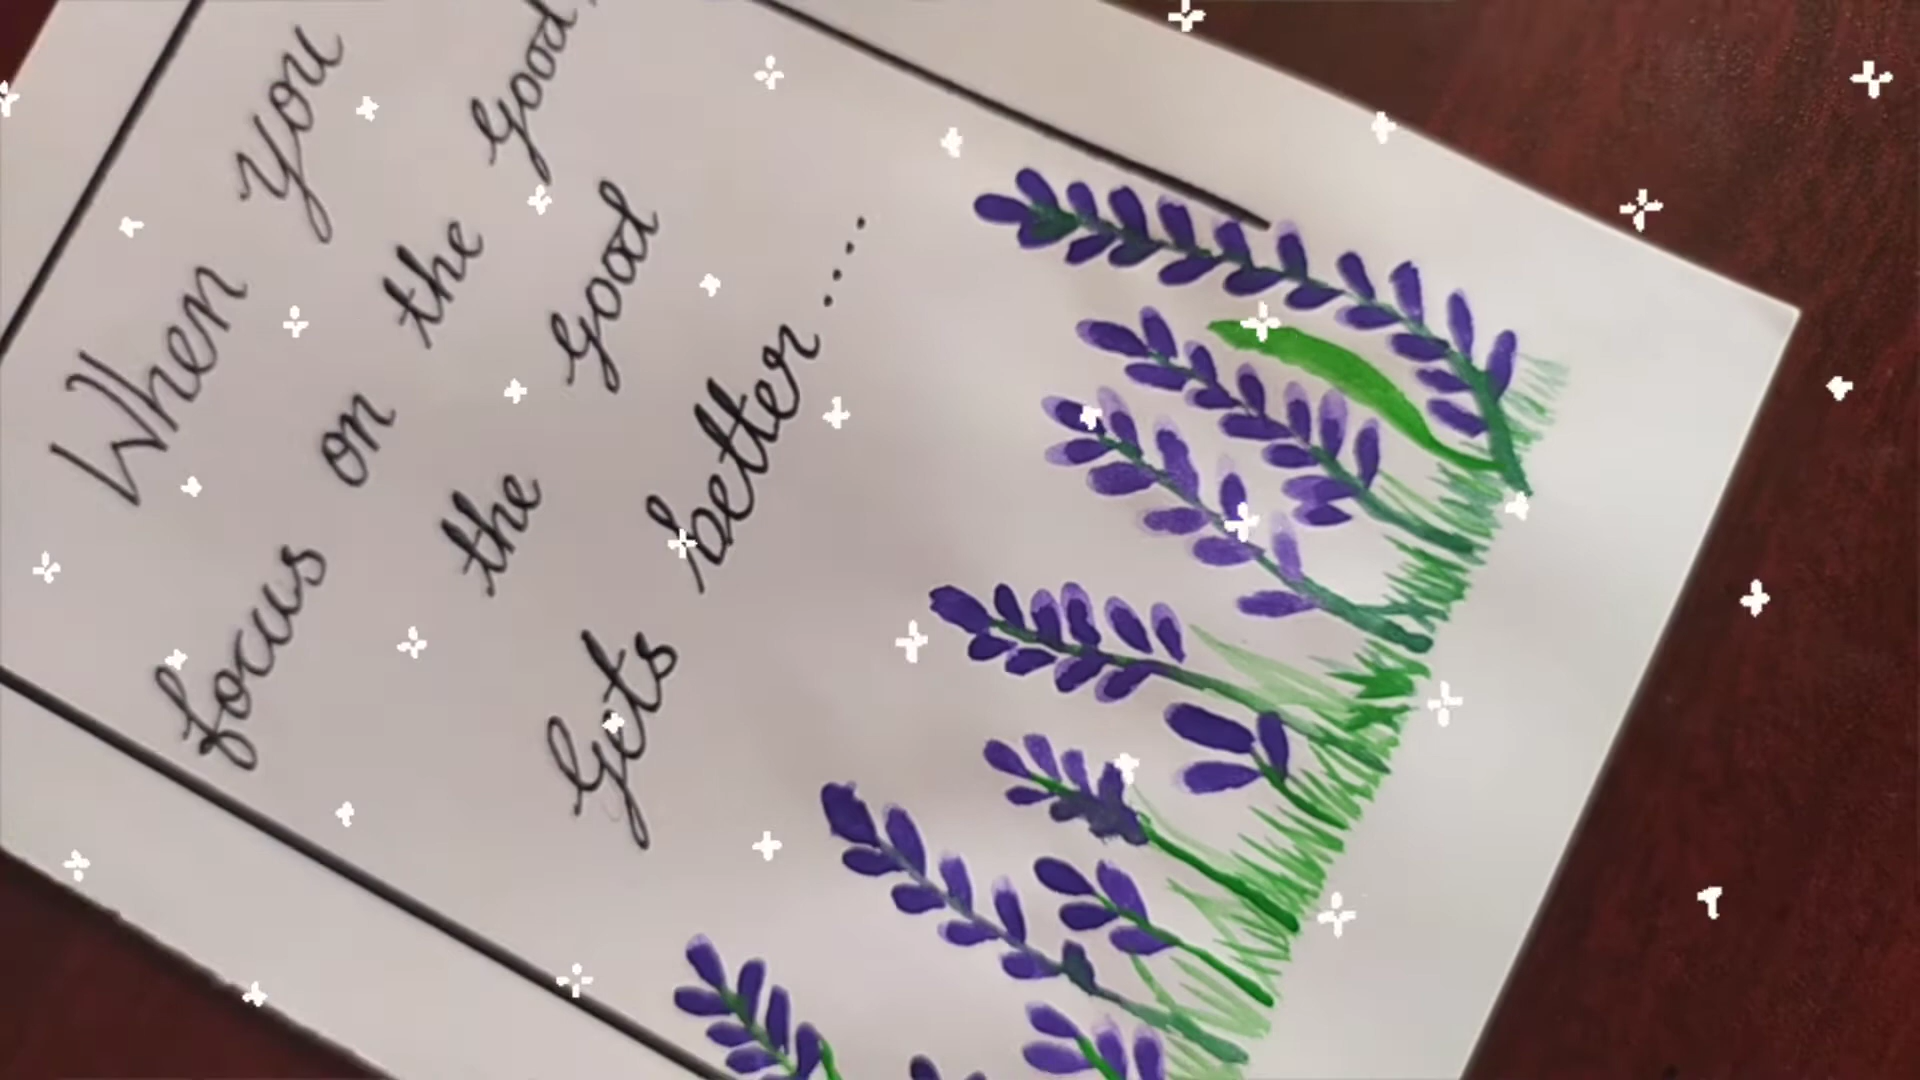 When you
focus on the good,
the good
Gets better....